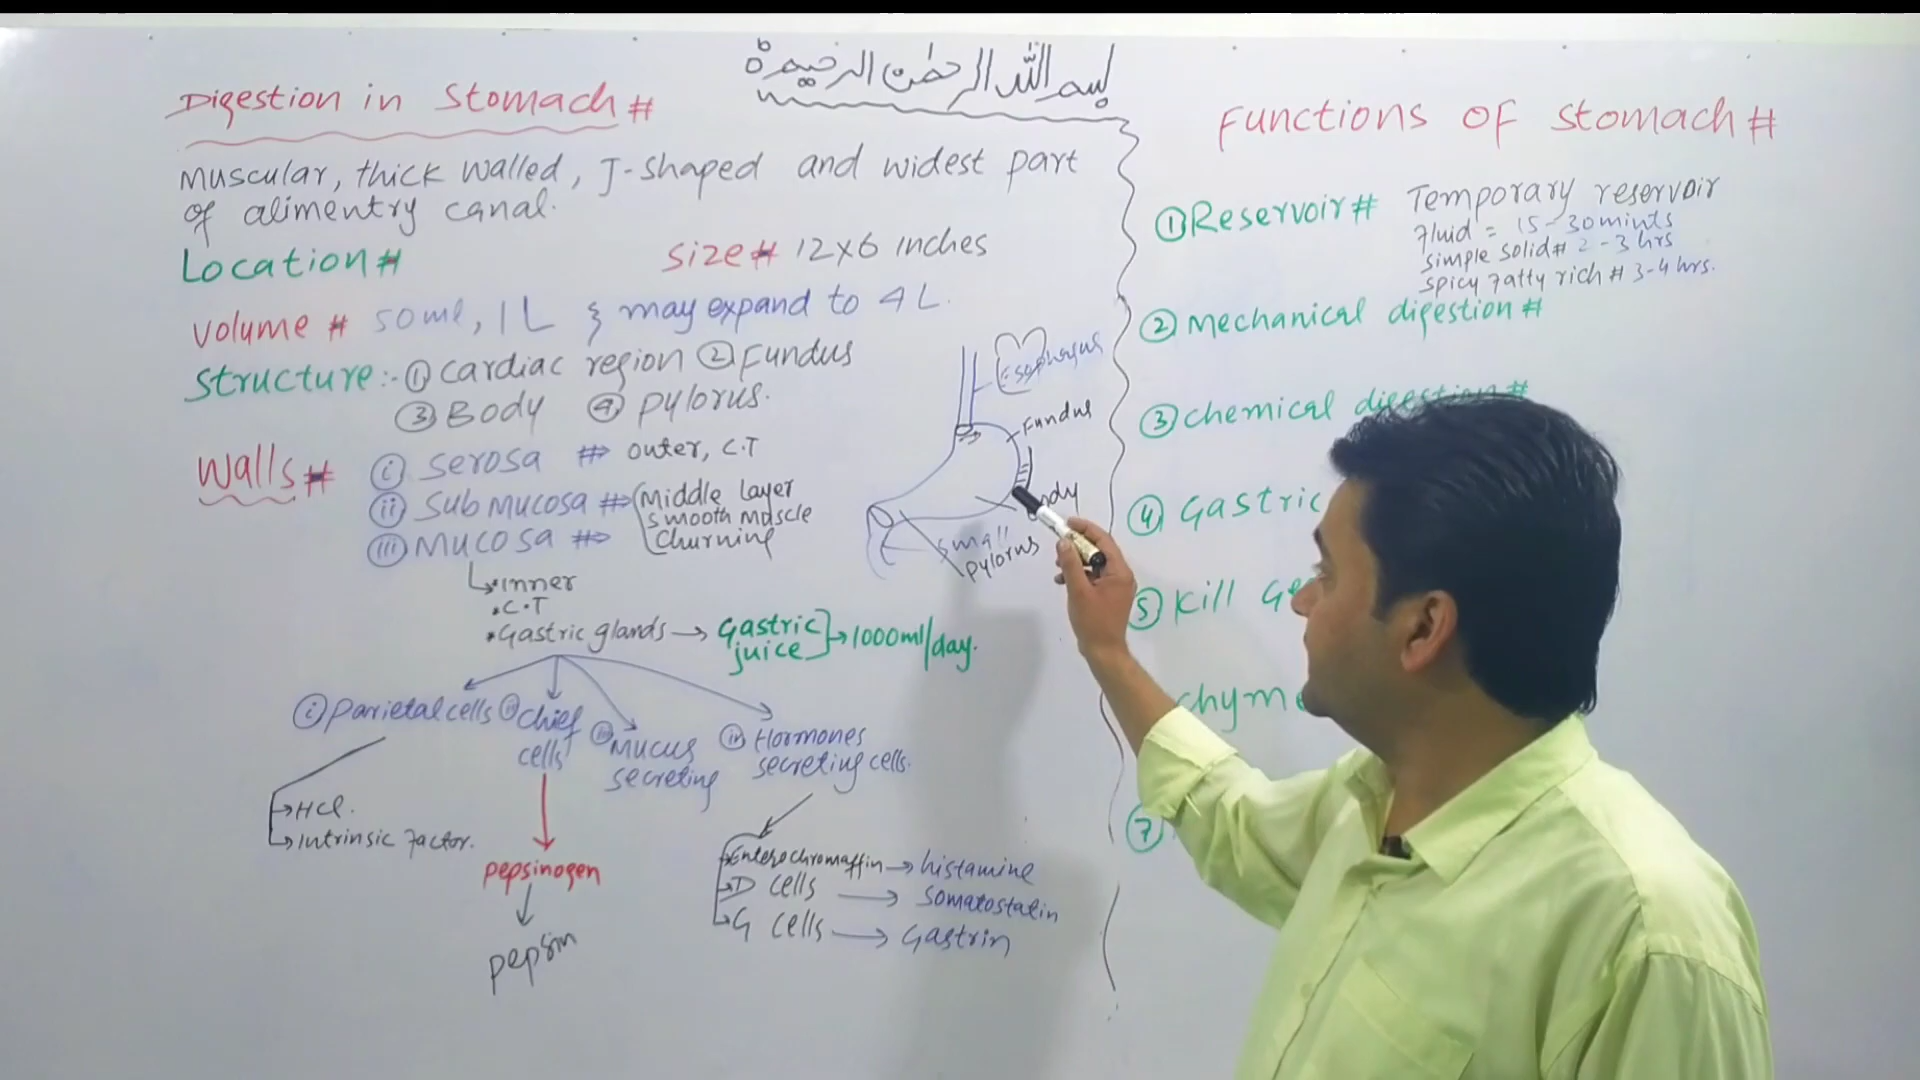 بسم الله الرحمٰن الرحیم
Digestion in Stomach #
Muscular, thick walled, J-shaped and widest part
of alimentry canal.
Location #
Size # 12x6 inches
Volume # 50ml, 1L } may expand to 4L.
Structure:- ① Cardiac region ② Fundus
③ Body ④ pylorus.
Walls #
(i) Serosa #> outer, C.T
(ii) Sub Mucosa #> Middle layer
Smooth muscle
Churning
(iii) Mucosa #>
Inner
• C.T
• Gastric glands → Gastric juice } → 1000ml/day.
(i) Parietal cells
(ii) Chief cells
(iii) Mucus secreting
(iv) Hormones secreting cells.
→ HCl.
→ Intrinsic factor.
pepsinogen
pepsin
Enterochromaffin → histamine
D cells → Somatostatin
G cells → Gastrin
Esophagus
Fundus
Small
pylorus
Functions of Stomach #
① Reservoir # Temporary reservoir
fluid = 15-30 mints
simple solid # 2-3 hrs
spicy fatty rich # 3-4 hrs.
② Mechanical digestion #
③ chemical digestion #
④ Gastric
⑤ Kill
chyme
⑦